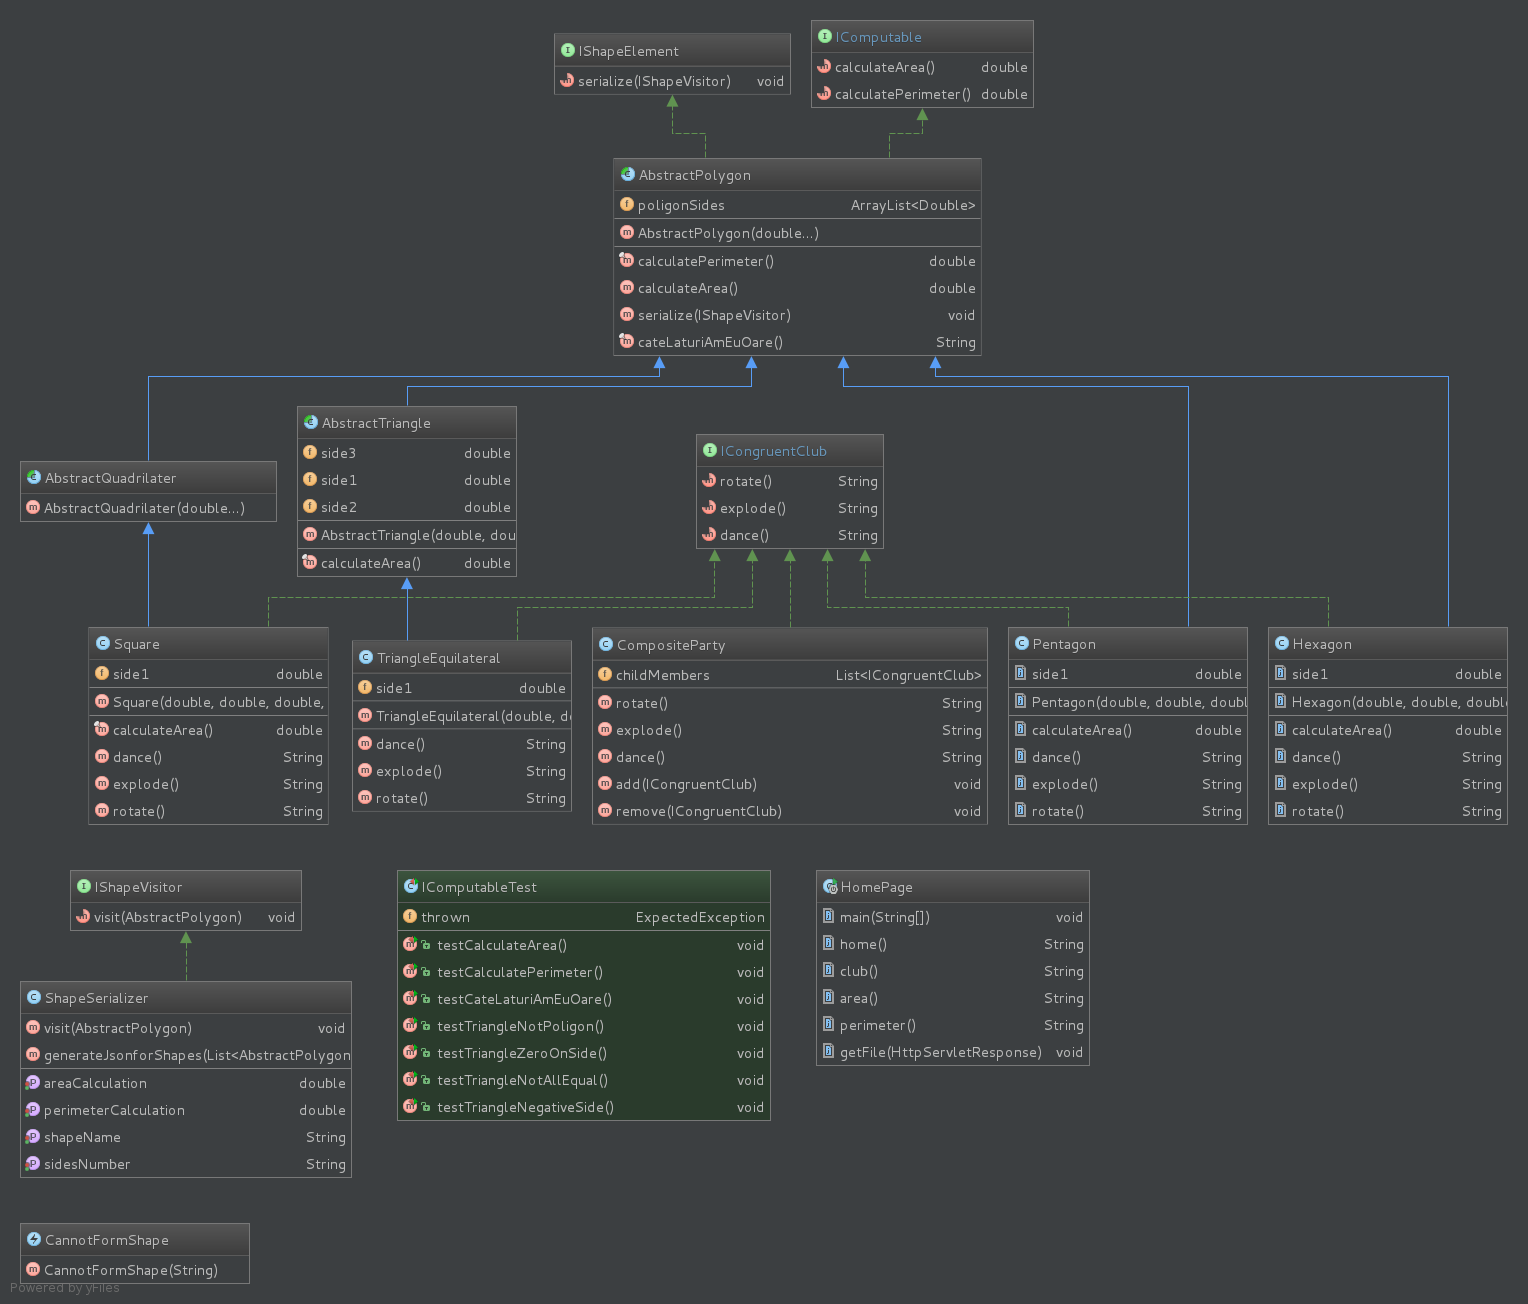 IShapeElement
serialize(IShapeVisitor) void
IComputable
calculateArea() double
calculatePerimeter() double
AbstractPolygon
poligonSides ArrayList<Double>
AbstractPolygon(double...)
calculatePerimeter() double
calculateArea() double
serialize(IShapeVisitor) void
cateLaturiAmEuOare() String
AbstractQuadrilater
AbstractQuadrilater(double...)
AbstractTriangle
side3 double
side1 double
side2 double
AbstractTriangle(double, dou
calculateArea() double
ICongruentClub
rotate() String
explode() String
dance() String
Square
side1 double
Square(double, double, double,
calculateArea() double
dance() String
explode() String
rotate() String
TriangleEquilateral
side1 double
TriangleEquilateral(double, do
dance() String
explode() String
rotate() String
CompositeParty
childMembers List<ICongruentClub>
rotate() String
explode() String
dance() String
add(ICongruentClub) void
remove(ICongruentClub) void
Pentagon
side1 double
Pentagon(double, double, doubl
calculateArea() double
dance() String
explode() String
rotate() String
Hexagon
side1 double
Hexagon(double, double, doubl
calculateArea() double
dance() String
explode() String
rotate() String
IShapeVisitor
visit(AbstractPolygon) void
ShapeSerializer
visit(AbstractPolygon) void
generateJsonforShapes(List<AbstractPolygon
areaCalculation double
perimeterCalculation double
shapeName String
sidesNumber String
IComputableTest
thrown ExpectedException
testCalculateArea() void
testCalculatePerimeter() void
testCateLaturiAmEuOare() void
testTriangleNotPoligon() void
testTriangleZeroOnSide() void
testTriangleNotAllEqual() void
testTriangleNegativeSide() void
HomePage
main(String[]) void
home() String
club() String
area() String
perimeter() String
getFile(HttpServletResponse) void
CannotFormShape
CannotFormShape(String)
Powered by yFiles